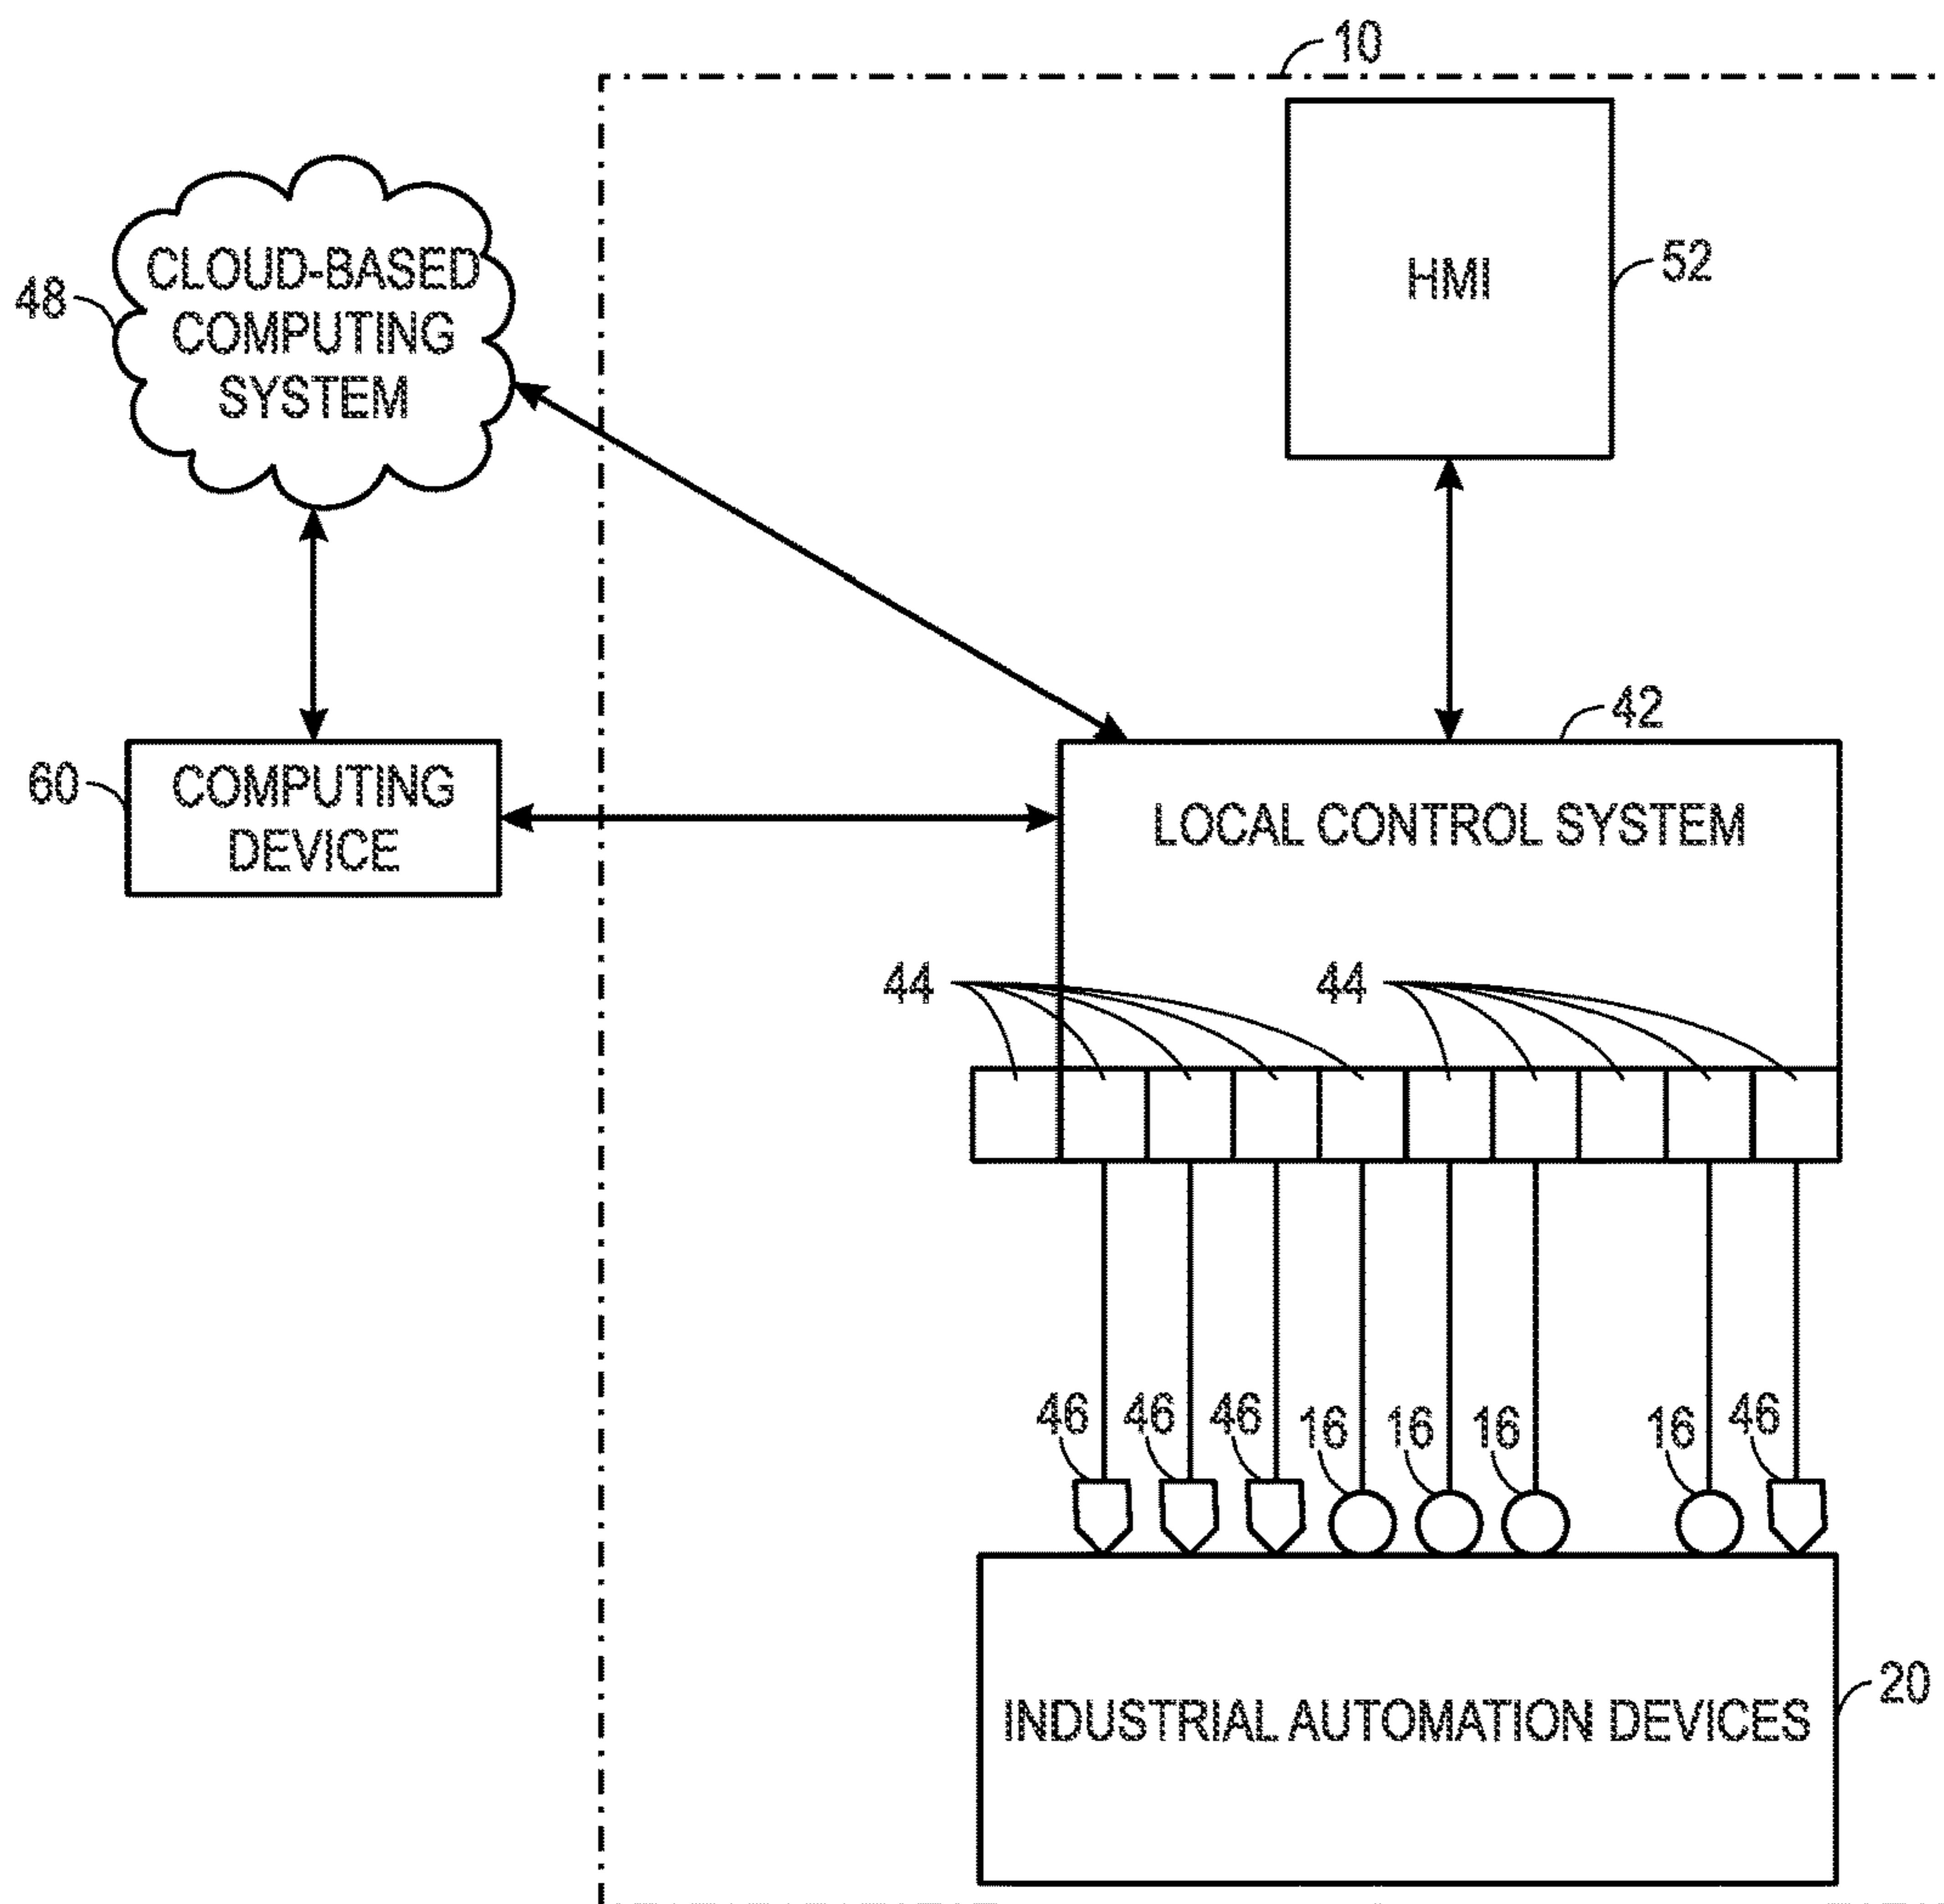 10
CLOUD-BASED
COMPUTING
SYSTEM
48
HMI
52
42
60
COMPUTING
DEVICE
LOCAL CONTROL SYSTEM
44
44
46
46
46
16
16
16
16
46
INDUSTRIAL AUTOMATION DEVICES
20